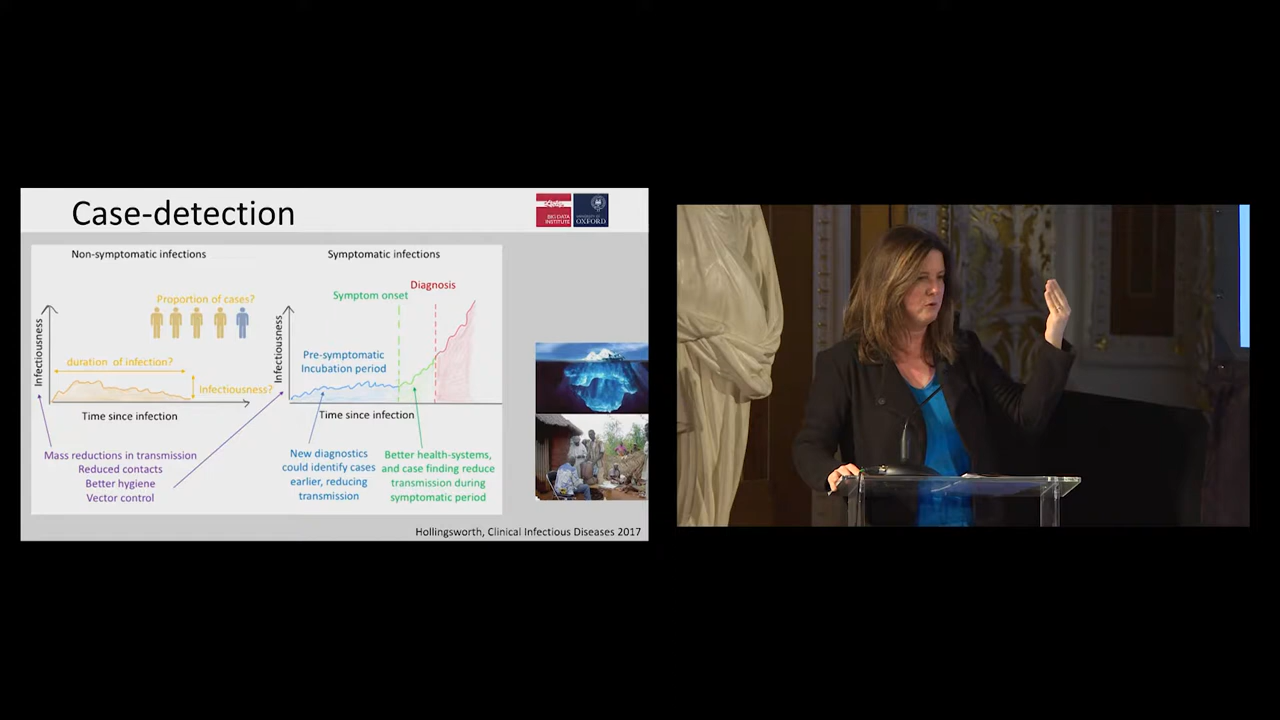 Case-detection
BIG DATA
INSTITUTE
UNIVERSITY OF
OXFORD
Non-symptomatic infections
Proportion of cases?
duration of infection?
Infectiousness?
Infectiousness
Time since infection
Mass reductions in transmission
Reduced contacts
Better hygiene
Vector control
Symptomatic infections
Diagnosis
Symptom onset
Pre-symptomatic
Incubation period
Infectiousness
Time since infection
New diagnostics
could identify cases
earlier, reducing
transmission
Better health-systems,
and case finding reduce
transmission during
symptomatic period
Hollingsworth, Clinical Infectious Diseases 2017